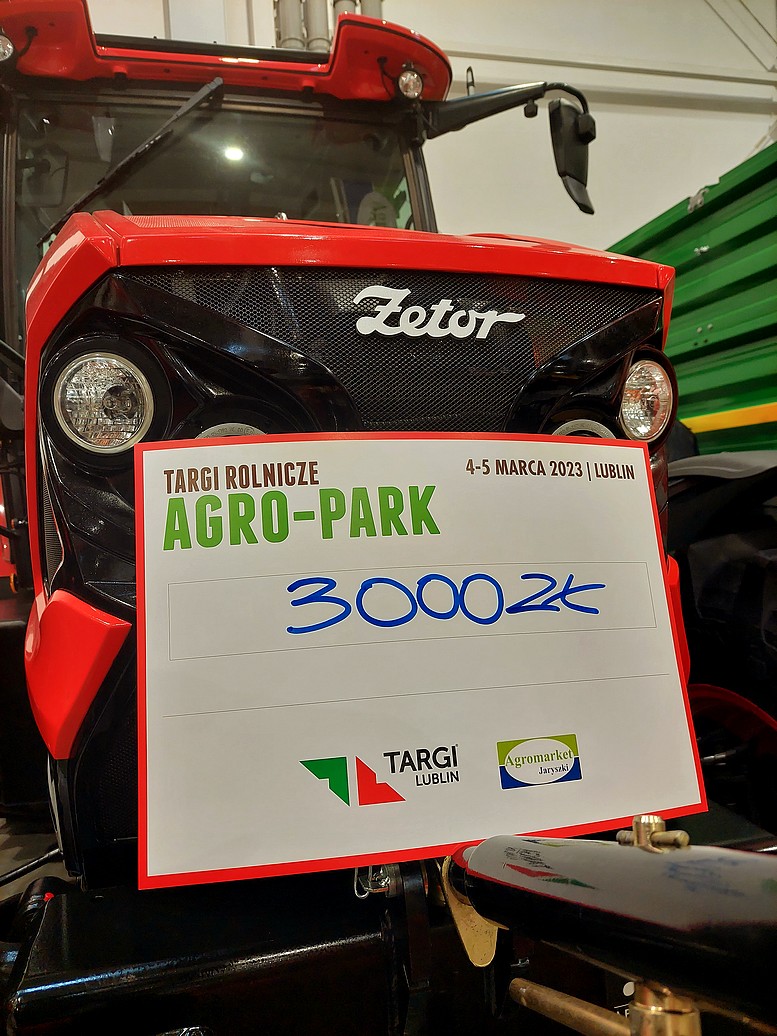 Zetor
TARGI ROLNICZE
4-5 MARCA 2023 | LUBLIN
AGRO-PARK
3000zł
TARGI
LUBLIN
Agromarket
Jaryszki